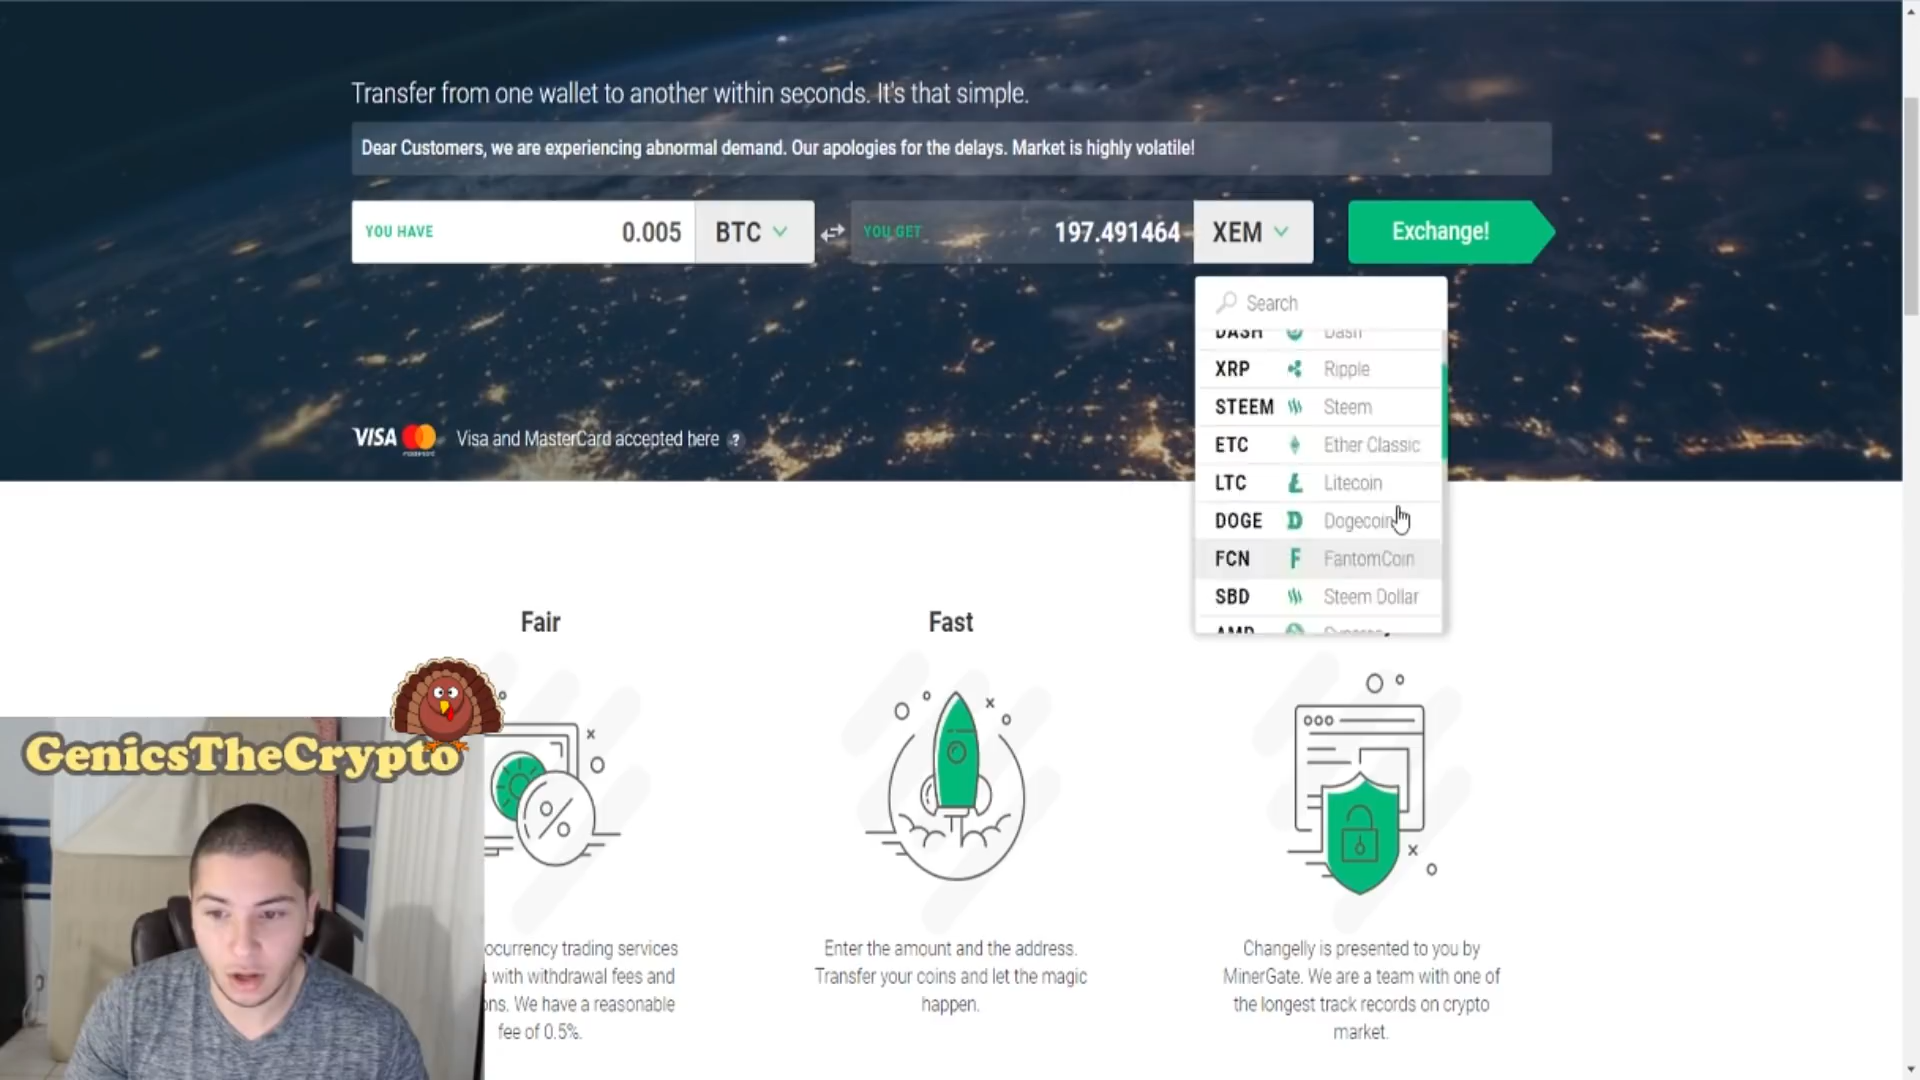 Transfer from one wallet to another within seconds. It's that simple.
Dear Customers, we are experiencing abnormal demand. Our apologies for the delays. Market is highly volatile!
YOU HAVE 0.005 BTC YOU GET 197.491464 XEM Exchange!
Search
DASH Dash
XRP Ripple
STEEM Steem
ETC Ether Classic
LTC Litecoin
DOGE Dogecoin
FCN FantomCoin
SBD Steem Dollar
AMP
VISA mastercard Visa and MasterCard accepted here ?
Fair
Fast
GenicsTheCrypto
ocurrency trading services
with withdrawal fees and
ons. We have a reasonable
fee of 0.5%.
Enter the amount and the address.
Transfer your coins and let the magic
happen.
Changelly is presented to you by
MinerGate. We are a team with one of
the longest track records on crypto
market.